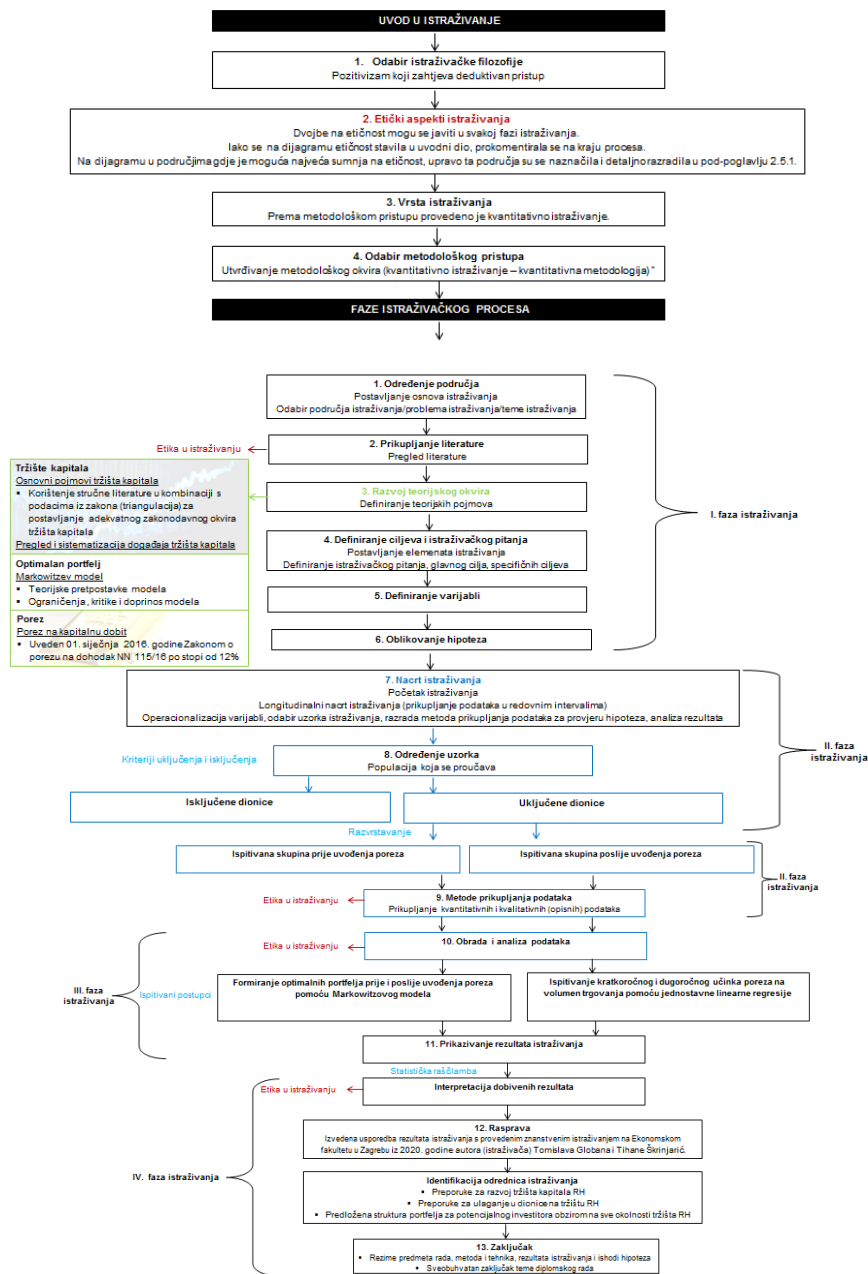 UVOD U ISTRAŽIVANJE
1. Odabir istraživačke filozofije
Pozitivizam koji zahtjeva deduktivan pristup
2. Etički aspekti istraživanja
Dvojbe na etičnost mogu se javiti u svakoj fazi istraživanja.
Iako se na dijagramu etičnost stavila u uvodni dio, prokomentirala se na kraju procesa.
Na dijagramu u područjima gdje je moguća najveća sumnja na etičnost, upravo ta područja su se naznačila i detaljno razradila u pod-poglavlju 2.5.1.
3. Vrsta istraživanja
Prema metodološkom pristupu provedeno je kvantitativno istraživanje.
4. Odabir metodološkog pristupa
Utvrđivanje metodološkog okvira (kvantitativno istraživanje – kvantitativna metodologija)"
FAZE ISTRAŽIVAČKOG PROCESA
1. Određenje područja
Postavljanje osnova istraživanja
Odabir područja istraživanja/problema istraživanja/teme istraživanja
Etika u istraživanju
2. Prikupljanje literature
Pregled literature
3. Razvoj teorijskog okvira
Definiranje teorijskih pojmova
Tržište kapitala
Osnovni pojmovi tržišta kapitala
▪ Korištenje stručne literature u kombinaciji s
podacima iz zakona (triangulacija) za
postavljanje adekvatnog zakonodavnog okvira
tržišta kapitala
Pregled i sistematizacija događaja tržišta kapitala
Optimalan portfelj
Markowitzev model
▪ Teorijske pretpostavke modela
▪ Ograničenja, kritike i doprinos modela
Porez
Porez na kapitalnu dobit
▪ Uveden 01. siječnja 2016. godine Zakonom o
porezu na dohodak NN 115/16 po stopi od 12%
4. Definiranje ciljeva i istraživačkog pitanja
Postavljanje elemenata istraživanja
Definiranje istraživačkog pitanja, glavnog cilja, specifičnih ciljeva
5. Definiranje varijabli
6. Oblikovanje hipoteza
I. faza istraživanja
7. Nacrt istraživanja
Početak istraživanja
Longitudinalni nacrt istraživanja (prikupljanje podataka u redovnim intervalima)
Operacionalizacija varijabli, odabir uzorka istraživanja, razrada metoda prikupljanja podataka za provjeru hipoteza, analiza rezultata
Kriteriji uključenja i isključenja
8. Određenje uzorka
Populacija koja se proučava
II. faza
istraživanja
Isključene dionice
Uključene dionice
Razvrstavanje
Ispitivana skupina prije uvođenja poreza
Ispitivana skupina poslije uvođenja poreza
II. faza
istraživanja
Etika u istraživanju
9. Metode prikupljanja podataka
Prikupljanje kvantitativnih i kvalitativnih (opisnih) podataka
Etika u istraživanju
10. Obrada i analiza podataka
III. faza
istraživanja
Ispitivani postupci
Formiranje optimalnih portfelja prije i poslije uvođenja poreza
pomoću Markowitzovog modela
Ispitivanje kratkoročnog i dugoročnog učinka poreza na
volumen trgovanja pomoću jednostavne linearne regresije
11. Prikazivanje rezultata istraživanja
Statistička raščlamba
Etika u istraživanju
Interpretacija dobivenih rezultata
12. Rasprava
Izvedena usporedba rezultata istraživanja s provedenim znanstvenim istraživanjem na Ekonomskom
fakultetu u Zagrebu iz 2020. godine autora (istraživača) Tomislava Globana i Tihane Škrinjarić.
IV. faza istraživanja
Identifikacija odrednica istraživanja
▪ Preporuke za razvoj tržišta kapitala RH
▪ Preporuke za ulaganje u dionice na tržištu RH
▪ Predložena struktura portfelja za potencijalnog investitora obzirom na sve okolnosti tržišta RH
13. Zaključak
▪ Rezime predmeta rada, metoda i tehnika, rezultata istraživanja i ishodi hipoteza
▪ Sveobuhvatan zaključak teme diplomskog rada